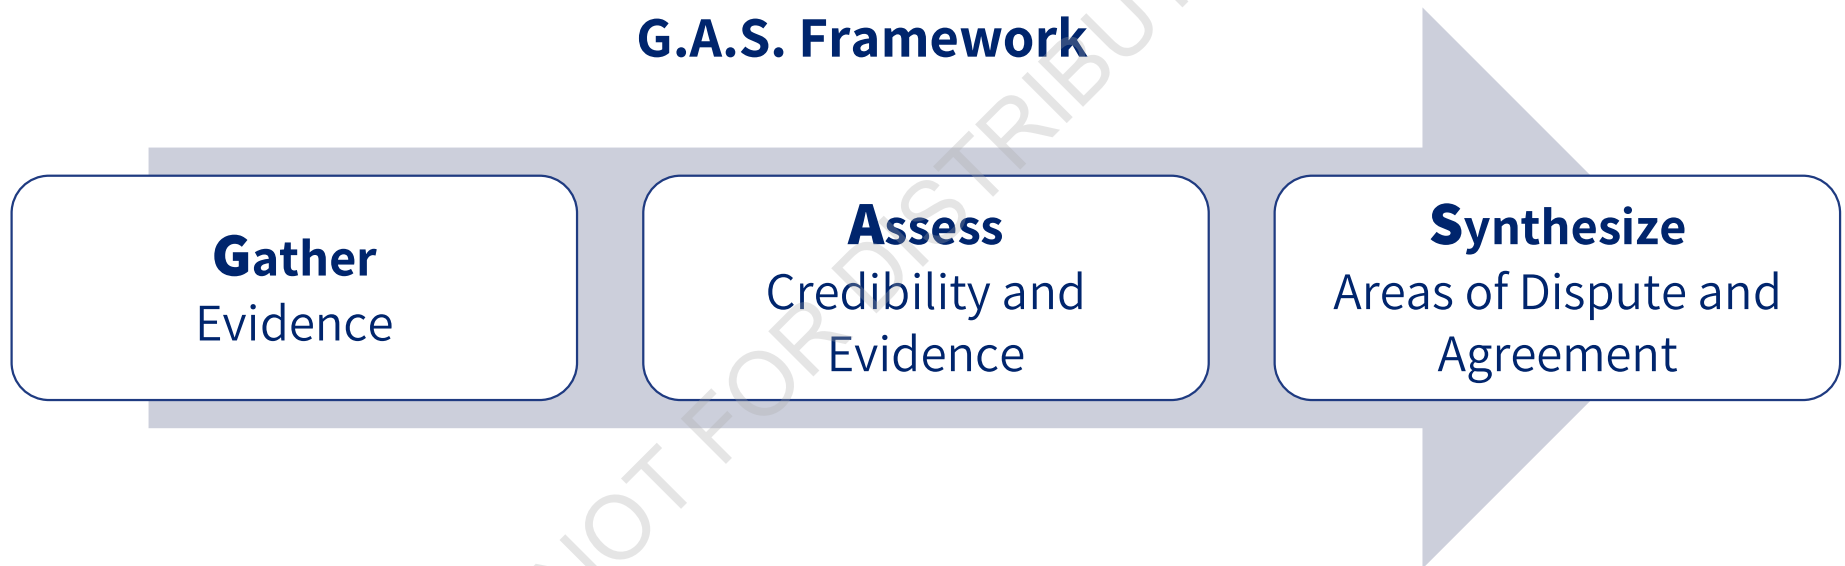 G.A.S. Framework
Gather
Evidence
Assess
Credibility and
Evidence
Synthesize
Areas of Dispute and
Agreement
NOT FOR DISTRIBU